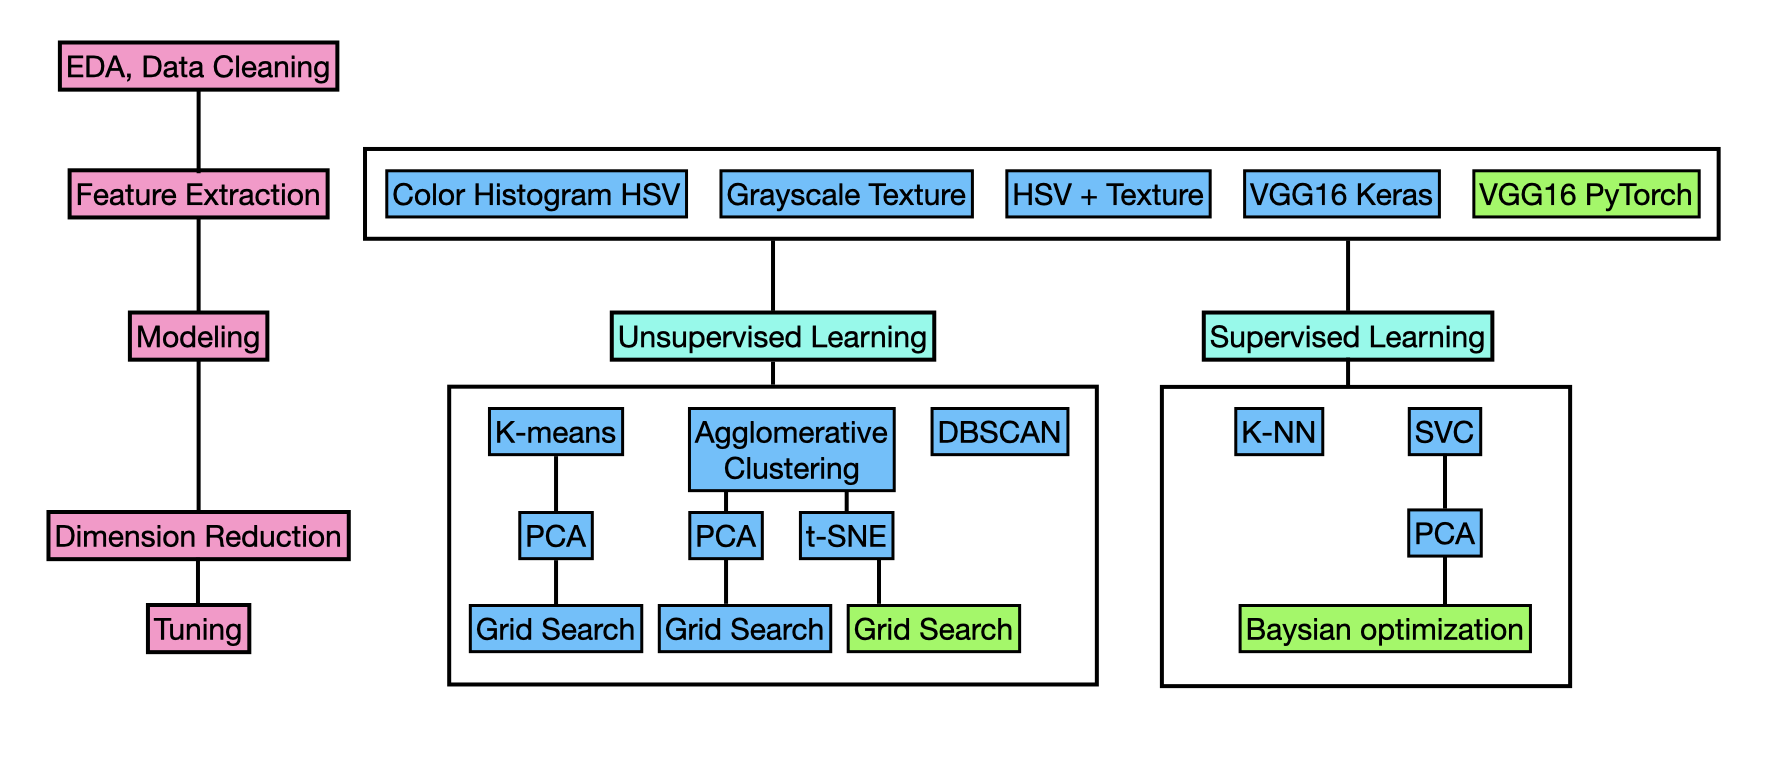 EDA, Data Cleaning
Feature Extraction
Color Histogram HSV
Grayscale Texture
HSV + Texture
VGG16 Keras
VGG16 PyTorch
Modeling
Unsupervised Learning
Supervised Learning
K-means
Agglomerative
Clustering
DBSCAN
K-NN
SVC
Dimension Reduction
PCA
PCA
t-SNE
PCA
Tuning
Grid Search
Grid Search
Grid Search
Baysian optimization